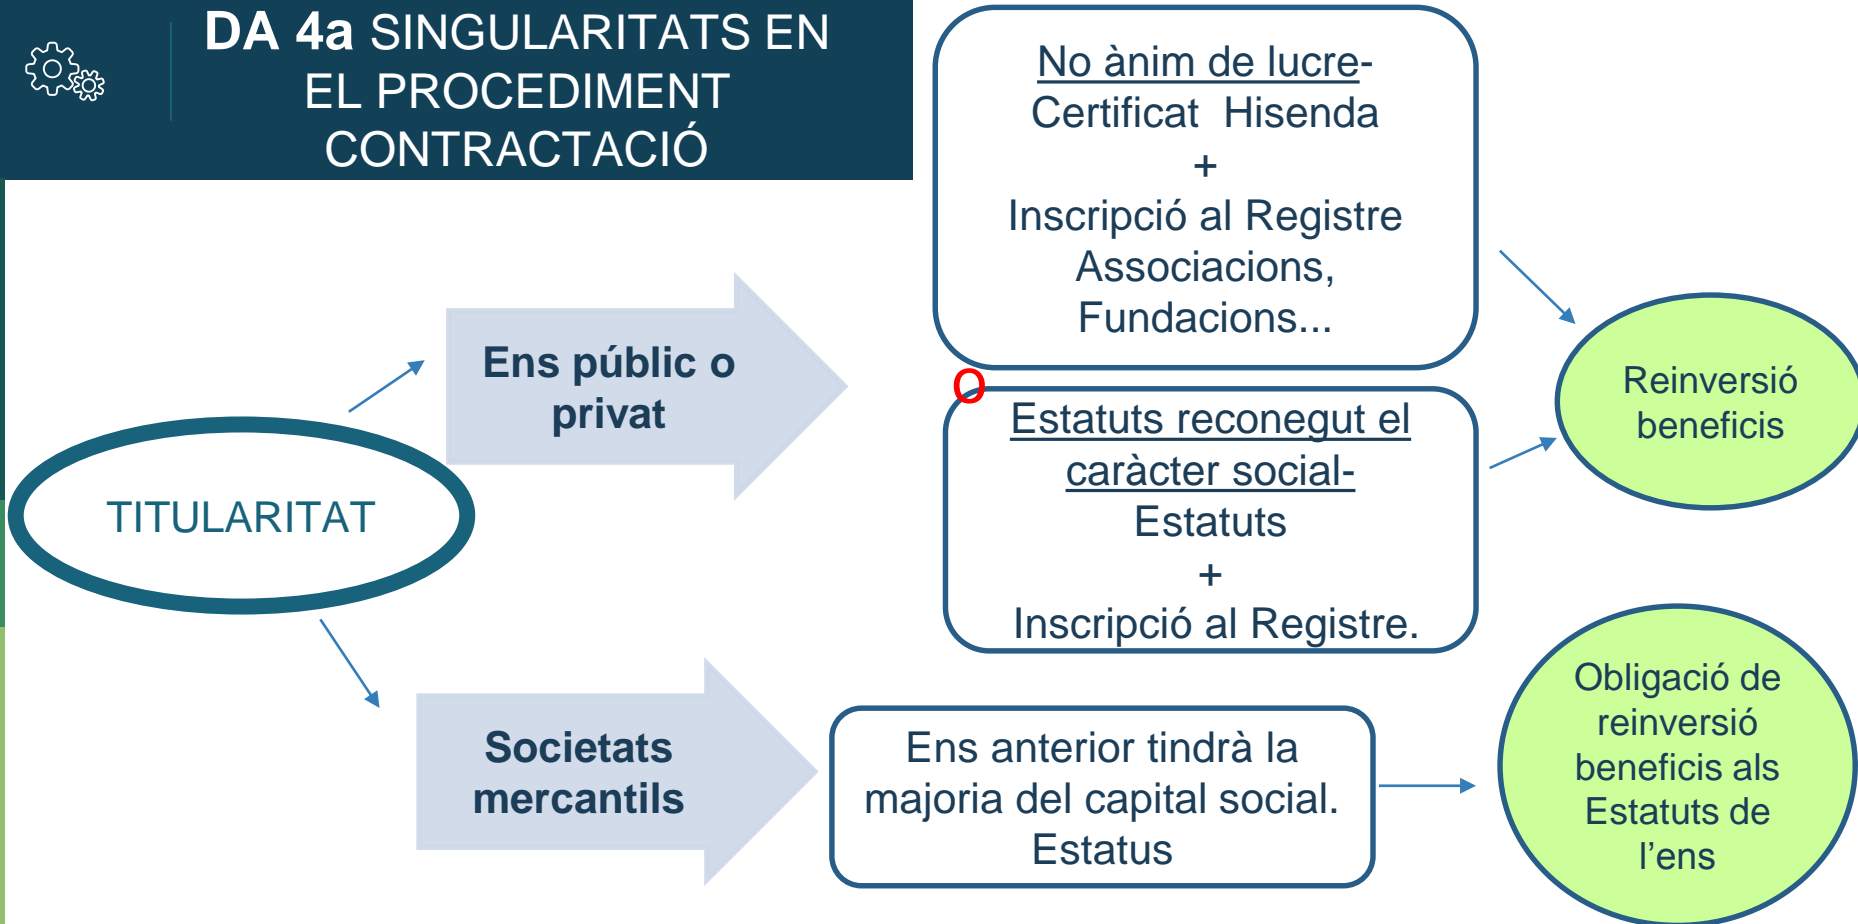 DA 4a SINGULARITATS EN
EL PROCEDIMENT
CONTRACTACIÓ
TITULARITAT
Ens públic o
privat
No ànim de lucre-
Certificat Hisenda
+
Inscripció al Registre
Associacions,
Fundacions...
O
Estatuts reconegut el
caràcter social-
Estatuts
+
Inscripció al Registre.
Reinversió
beneficis
Societats
mercantils
Ens anterior tindrà la
majoria del capital social.
Estatus
Obligació de
reinversió
beneficis als
Estatuts de
l’ens